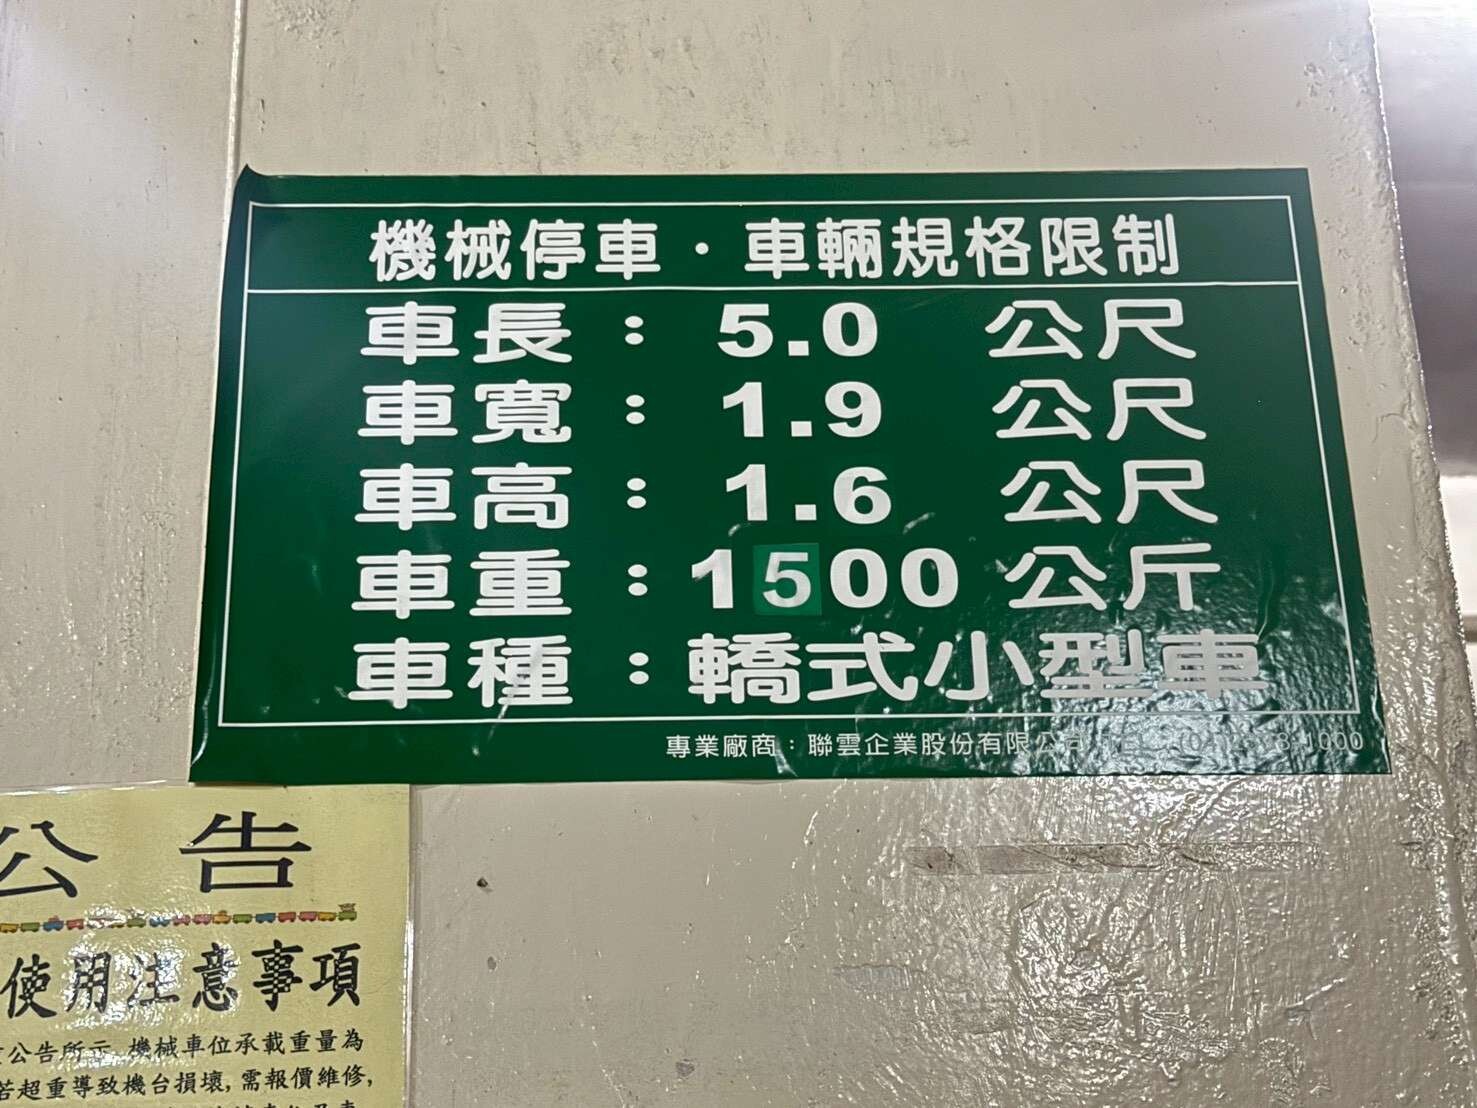 機械停車・車輛規格限制
車長：5.0 公尺
車寬：1.9 公尺
車高：1.6 公尺
車重：1500 公斤
車種：轎式小型車
專業廠商：聯雲企業股份有限公司
公告
使用注意事項
公告所示 機械車位承載重量為
若超重導致機台損壞,需報價維修,